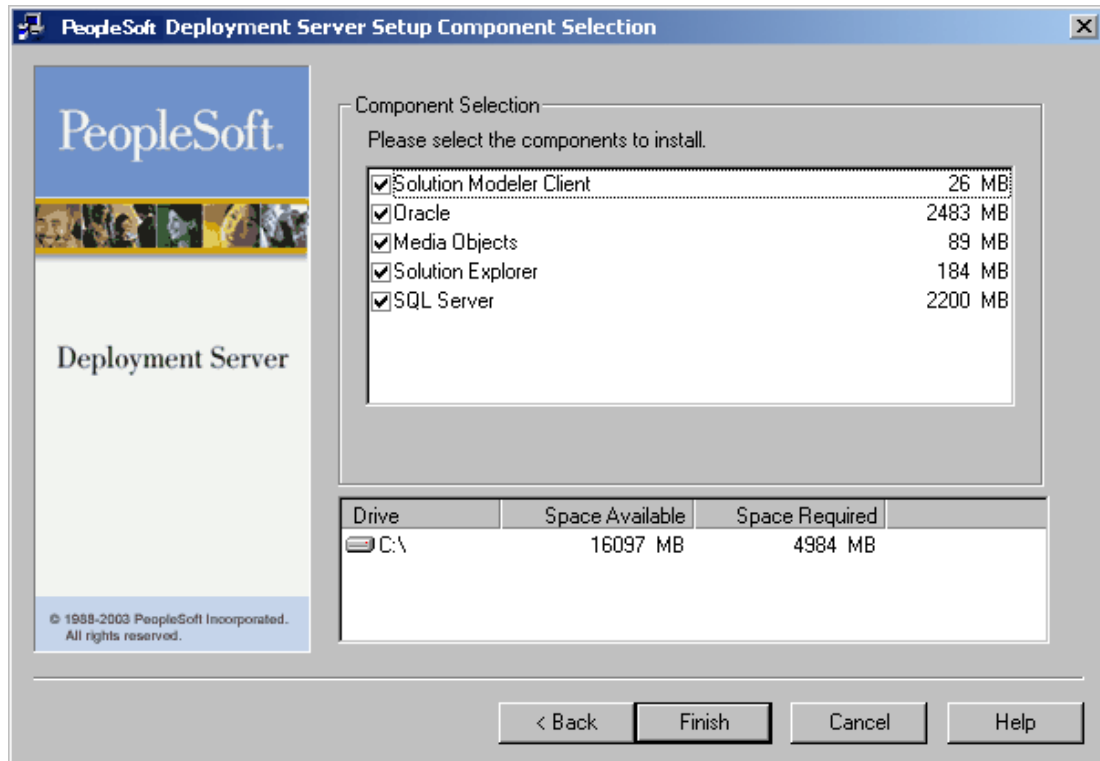 PeopleSoft Deployment Server Setup Component Selection
PeopleSoft.
Deployment Server
© 1988-2003 PeopleSoft Incorporated.
All rights reserved.
Component Selection
Please select the components to install.
Solution Modeler Client 26 MB
Oracle 2483 MB
Media Objects 89 MB
Solution Explorer 184 MB
SQL Server 2200 MB
Drive Space Available Space Required
C:\ 16097 MB 4984 MB
< Back Finish Cancel Help